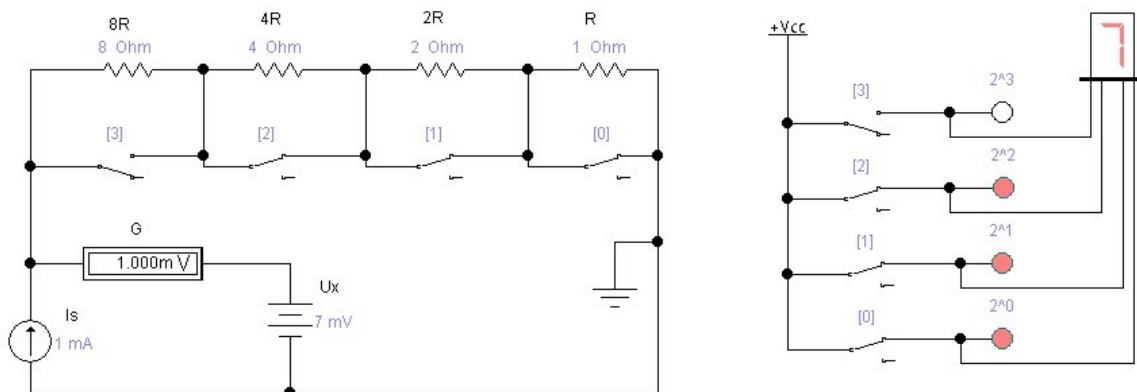 8R 4R 2R R
8 Ohm 4 Ohm 2 Ohm 1 Ohm
[3] [2] [1] [0]
G
1.000m V
Ux
7 mV
Is
1 mA
+Vcc
7
[3] 2^3
[2] 2^2
[1] 2^1
[0] 2^0